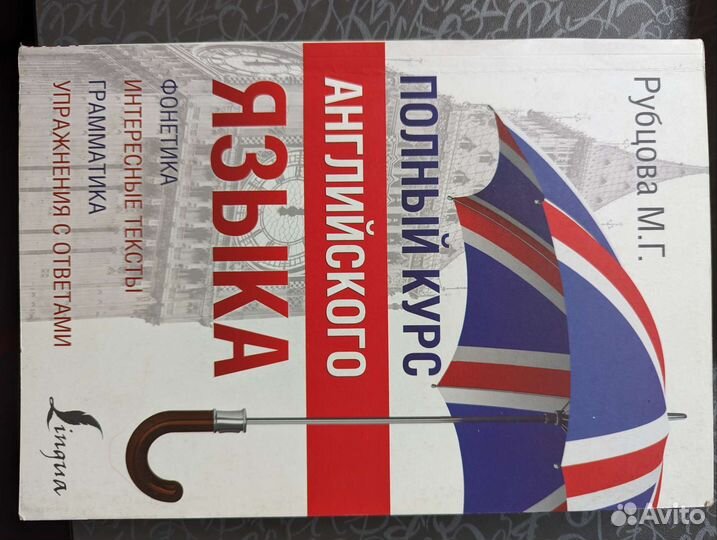 Рубцова М.Г.
ПОЛНЫЙ КУРС
АНГЛИЙСКОГО
ЯЗЫКА
ФОНЕТИКА
ИНТЕРЕСНЫЕ ТЕКСТЫ
ГРАММАТИКА
УПРАЖНЕНИЯ С ОТВЕТАМИ
Lingua
Avito